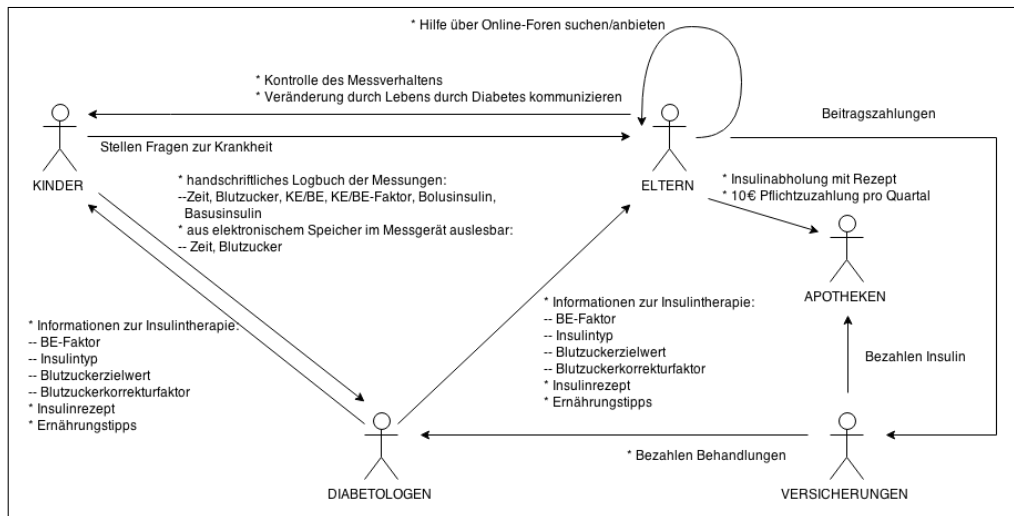 * Hilfe über Online-Foren suchen/anbieten
* Kontrolle des Messverhaltens
* Veränderung durch Lebens durch Diabetes kommunizieren
Beitragszahlungen
Stellen Fragen zur Krankheit
KINDER
ELTERN
* handschriftliches Logbuch der Messungen:
--Zeit, Blutzucker, KE/BE, KE/BE-Faktor, Bolusinsulin,
Basusinsulin
* aus elektronischem Speicher im Messgerät auslesbar:
-- Zeit, Blutzucker
* Insulinabholung mit Rezept
* 10€ Pflichtzuzahlung pro Quartal
APOTHEKEN
* Informationen zur Insulintherapie:
-- BE-Faktor
-- Insulintyp
-- Blutzuckerzielwert
-- Blutzuckerkorrekturfaktor
* Insulinrezept
* Ernährungstipps
* Informationen zur Insulintherapie:
-- BE-Faktor
-- Insulintyp
-- Blutzuckerzielwert
-- Blutzuckerkorrekturfaktor
* Insulinrezept
* Ernährungstipps
Bezahlen Insulin
* Bezahlen Behandlungen
DIABETOLOGEN
VERSICHERUNGEN